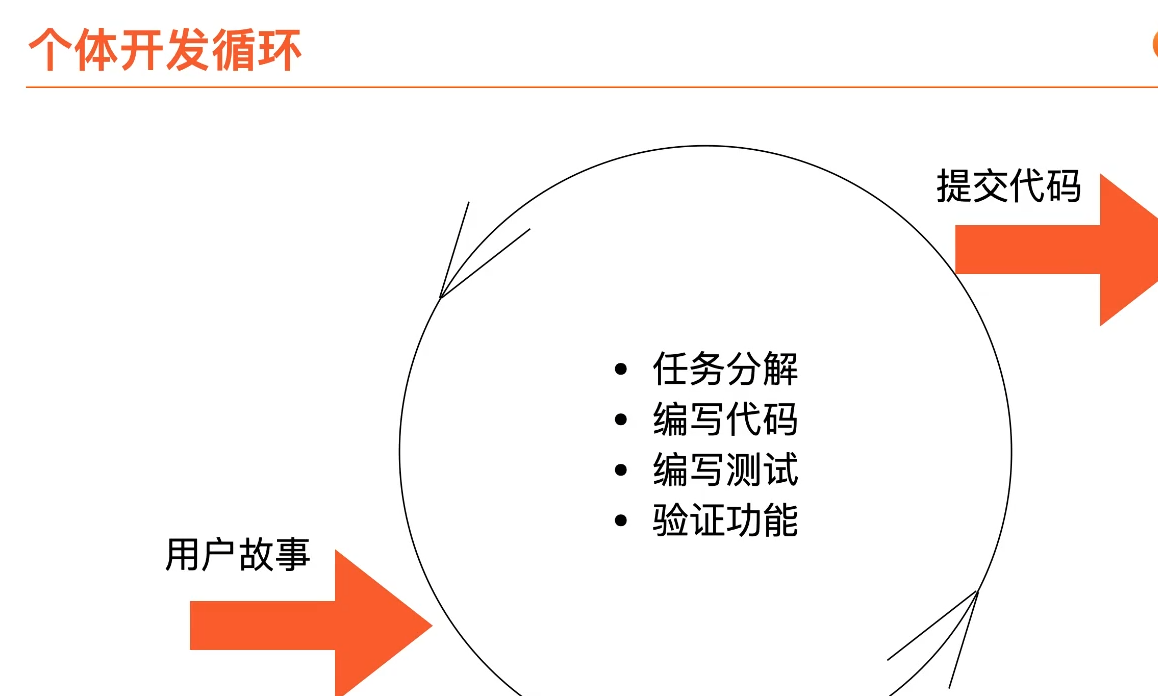 个体开发循环
提交代码
• 任务分解
• 编写代码
• 编写测试
• 验证功能
用户故事